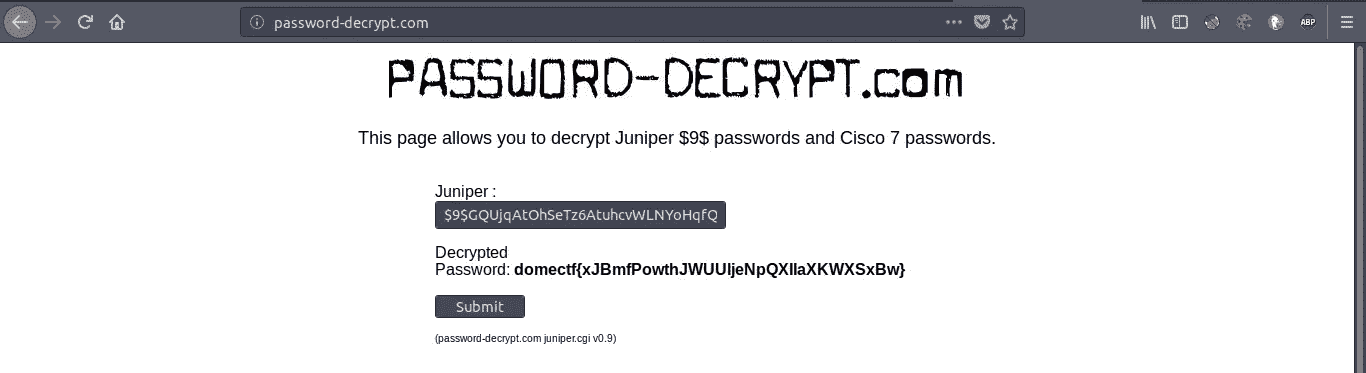 password-decrypt.com
ABP
PASSWORD-DECRYPT.com
This page allows you to decrypt Juniper $9$ passwords and Cisco 7 passwords.
Juniper :
$9$GQUjqAtOhSeTz6AtuhcvWLNYoHqfQ
Decrypted
Password: domectf{xJBmfPowthJWUUIjeNpQXIIaXKWXSxBw}
Submit
(password-decrypt.com juniper.cgi v0.9)